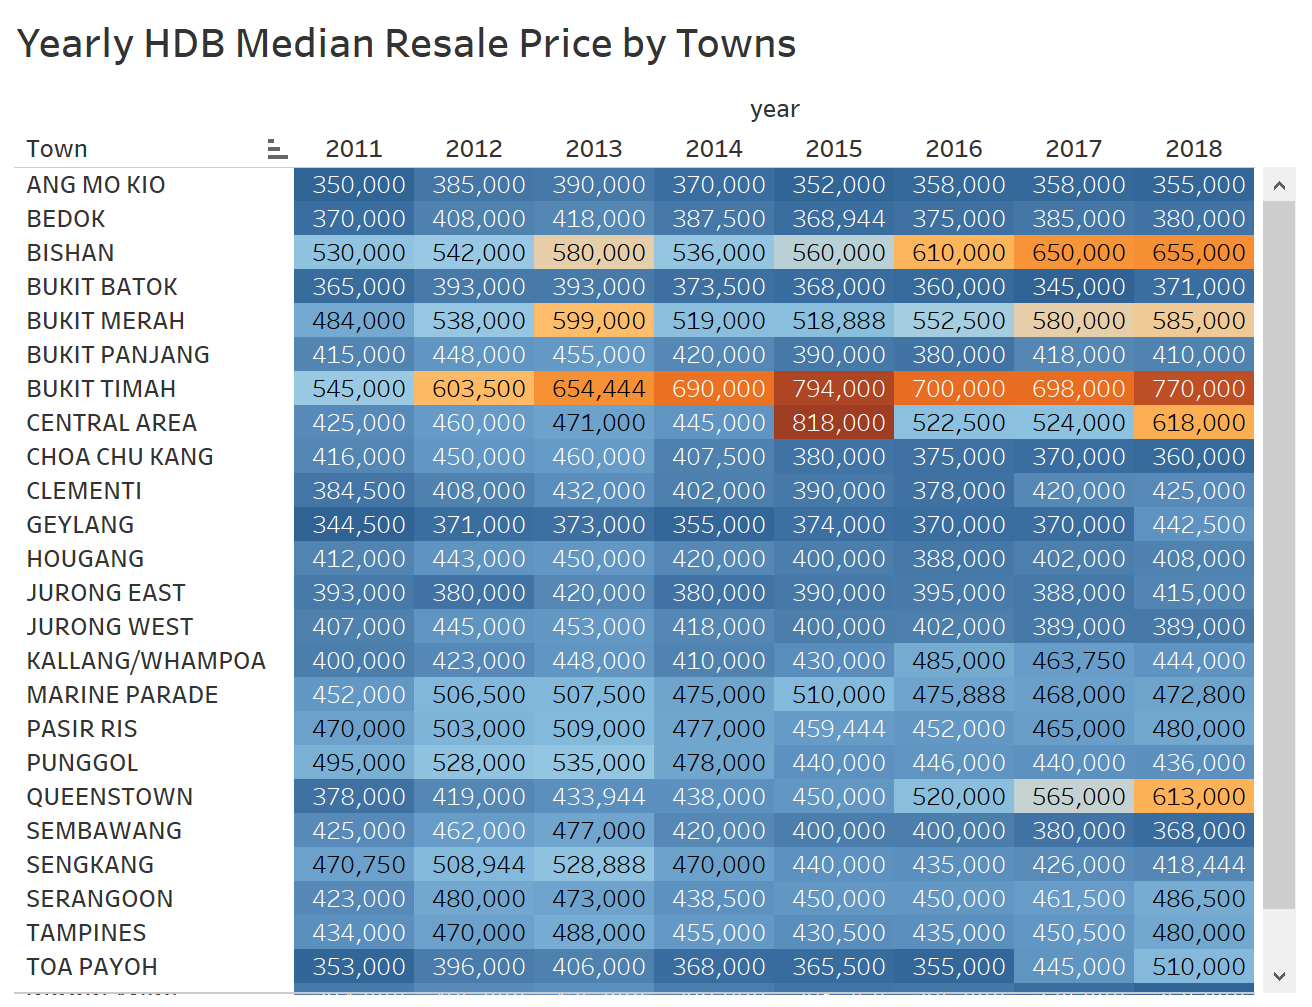 Yearly HDB Median Resale Price by Towns
year
Town 2011 2012 2013 2014 2015 2016 2017 2018
ANG MO KIO 350,000 385,000 390,000 370,000 352,000 358,000 358,000 355,000
BEDOK 370,000 408,000 418,000 387,500 368,944 375,000 385,000 380,000
BISHAN 530,000 542,000 580,000 536,000 560,000 610,000 650,000 655,000
BUKIT BATOK 365,000 393,000 393,000 373,500 368,000 360,000 345,000 371,000
BUKIT MERAH 484,000 538,000 599,000 519,000 518,888 552,500 580,000 585,000
BUKIT PANJANG 415,000 448,000 455,000 420,000 390,000 380,000 418,000 410,000
BUKIT TIMAH 545,000 603,500 654,444 690,000 794,000 700,000 698,000 770,000
CENTRAL AREA 425,000 460,000 471,000 445,000 818,000 522,500 524,000 618,000
CHOA CHU KANG 416,000 450,000 460,000 407,500 380,000 375,000 370,000 360,000
CLEMENTI 384,500 408,000 432,000 402,000 390,000 378,000 420,000 425,000
GEYLANG 344,500 371,000 373,000 355,000 374,000 370,000 370,000 442,500
HOUGANG 412,000 443,000 450,000 420,000 400,000 388,000 402,000 408,000
JURONG EAST 393,000 380,000 420,000 380,000 390,000 395,000 388,000 415,000
JURONG WEST 407,000 445,000 453,000 418,000 400,000 402,000 389,000 389,000
KALLANG/WHAMPOA 400,000 423,000 448,000 410,000 430,000 485,000 463,750 444,000
MARINE PARADE 452,000 506,500 507,500 475,000 510,000 475,888 468,000 472,800
PASIR RIS 470,000 503,000 509,000 477,000 459,444 452,000 465,000 480,000
PUNGGOL 495,000 528,000 535,000 478,000 440,000 446,000 440,000 436,000
QUEENSTOWN 378,000 419,000 433,944 438,000 450,000 520,000 565,000 613,000
SEMBAWANG 425,000 462,000 477,000 420,000 400,000 400,000 380,000 368,000
SENGKANG 470,750 508,944 528,888 470,000 440,000 435,000 426,000 418,444
SERANGOON 423,000 480,000 473,000 438,500 450,000 450,000 461,500 486,500
TAMPINES 434,000 470,000 488,000 455,000 430,500 435,000 450,500 480,000
TOA PAYOH 353,000 396,000 406,000 368,000 365,500 355,000 445,000 510,000